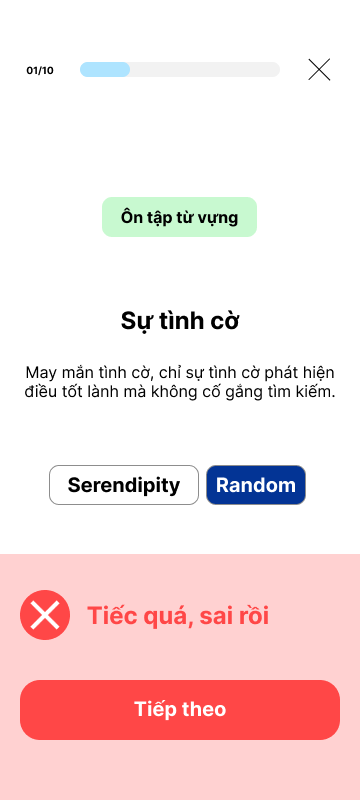 01/10
Ôn tập từ vựng
Sự tình cờ
May mắn tình cờ, chỉ sự tình cờ phát hiện
điều tốt lành mà không cố gắng tìm kiếm.
Serendipity
Random
Tiếc quá, sai rồi
Tiếp theo